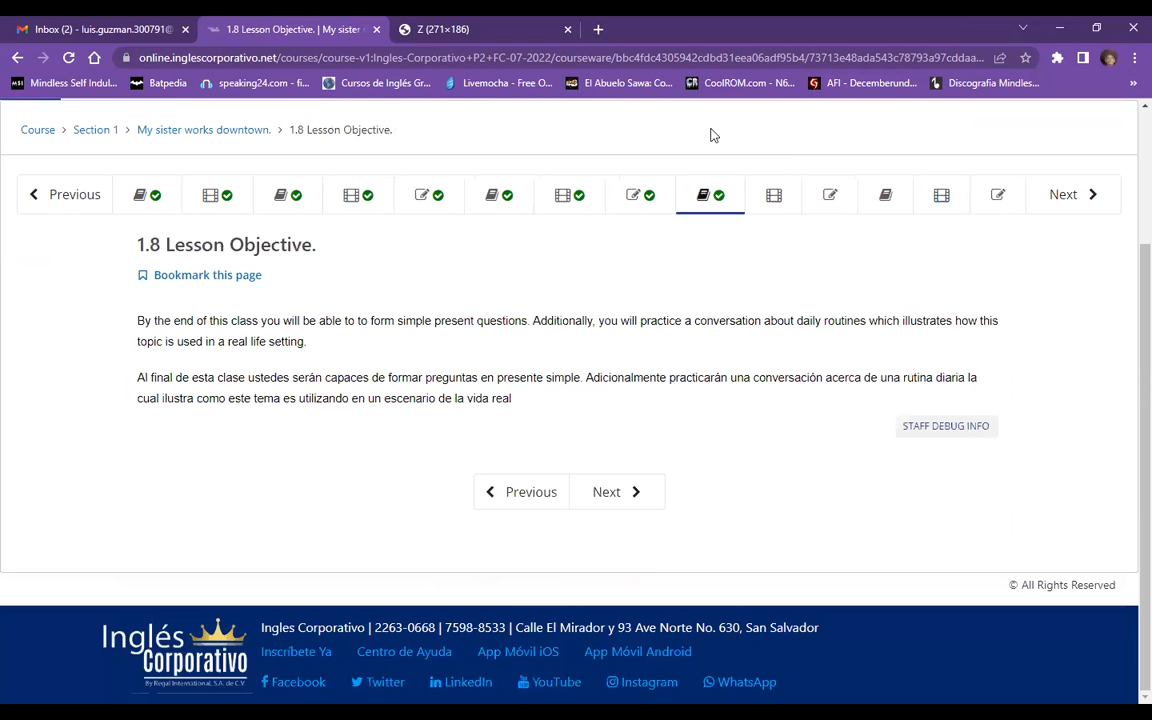 Inbox (2) - luis.guzman.300791@
1.8 Lesson Objective. | My sister
Z (271×186)
online.inglescorporativo.net/courses/course-v1:Ingles-Corporativo+P2+FC-07-2022/courseware/bbc4fdc4305942cdbd31eea06adf95b4/73713e48ada543c78793a97cddaa...
Mindless Self Indul...
Batpedia
speaking24.com - fi...
Cursos de Inglés Gr...
Livemocha - Free O...
El Abuelo Sawa: Co...
CoolROM.com - N6...
AFI - Decemberund...
Discografia Mindles...
Course > Section 1 > My sister works downtown. > 1.8 Lesson Objective.
Previous
Next
1.8 Lesson Objective.
Bookmark this page
By the end of this class you will be able to to form simple present questions. Additionally, you will practice a conversation about daily routines which illustrates how this
topic is used in a real life setting.
Al final de esta clase ustedes serán capaces de formar preguntas en presente simple. Adicionalmente practicarán una conversación acerca de una rutina diaria la
cual ilustra como este tema es utilizando en un escenario de la vida real
STAFF DEBUG INFO
Previous
Next
© All Rights Reserved
Inglés
Corporativo
By Regal International, S.A. de C.V.
Ingles Corporativo | 2263-0668 | 7598-8533 | Calle El Mirador y 93 Ave Norte No. 630, San Salvador
Inscríbete Ya
Centro de Ayuda
App Móvil iOS
App Móvil Android
Facebook
Twitter
LinkedIn
YouTube
Instagram
WhatsApp